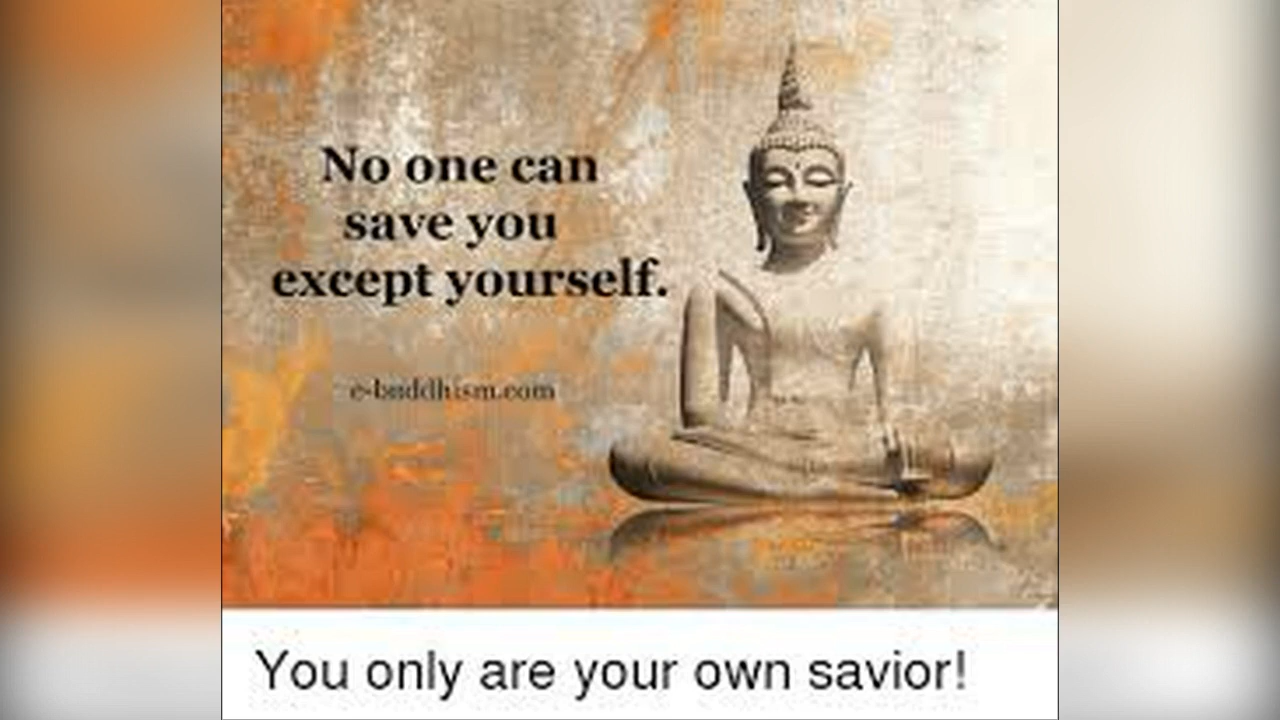 No one can
save you
except yourself.
e-buddhism.com
You only are your own savior!